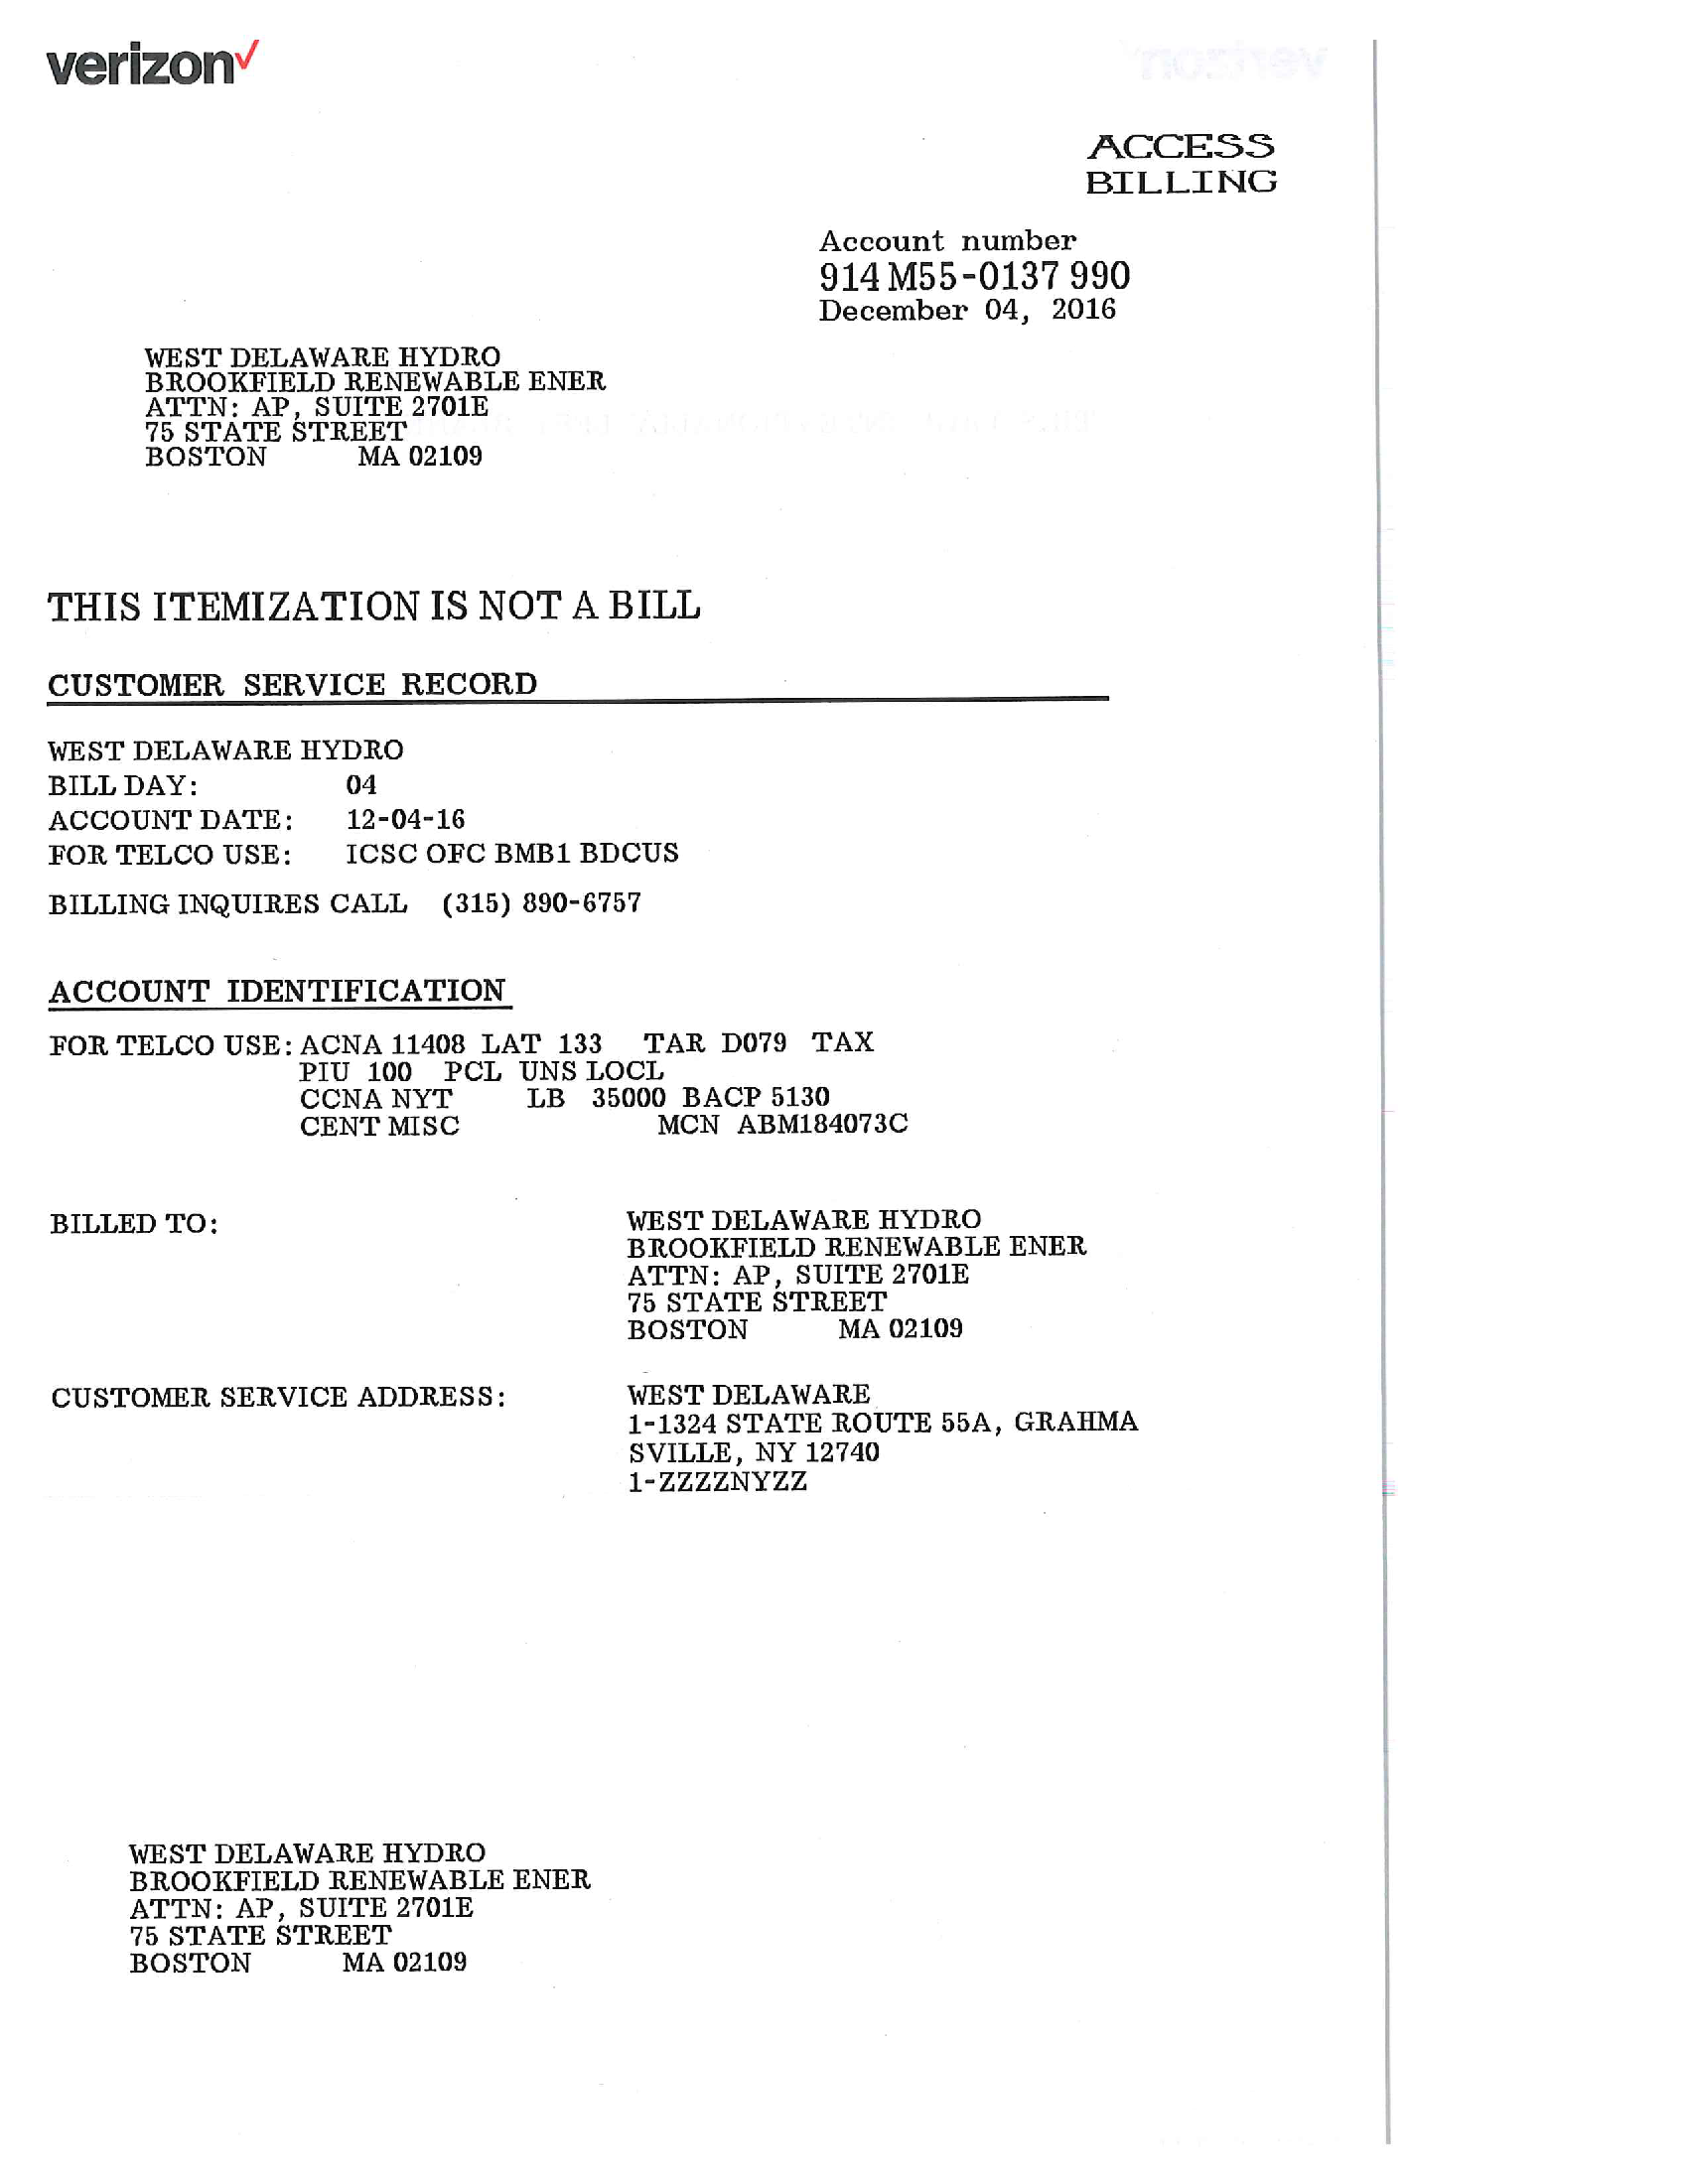 verizon
ACCESS
BILLING
Account number
914 M55-0137 990
December 04, 2016
WEST DELAWARE HYDRO
BROOKFIELD RENEWABLE ENER
ATTN: AP, SUITE 2701E
75 STATE STREET
BOSTON MA 02109
THIS ITEMIZATION IS NOT A BILL
CUSTOMER SERVICE RECORD
WEST DELAWARE HYDRO
BILL DAY: 04
ACCOUNT DATE: 12-04-16
FOR TELCO USE: ICSC OFC BMB1 BDCUS
BILLING INQUIRES CALL (315) 890-6757
ACCOUNT IDENTIFICATION
FOR TELCO USE: ACNA 11408 LAT 133 TAR D079 TAX
PIU 100 PCL UNS LOCL
CCNA NYT LB 35000 BACP 5130
CENT MISC MCN ABM184073C
BILLED TO: WEST DELAWARE HYDRO
BROOKFIELD RENEWABLE ENER
ATTN: AP, SUITE 2701E
75 STATE STREET
BOSTON MA 02109
CUSTOMER SERVICE ADDRESS: WEST DELAWARE
1-1324 STATE ROUTE 55A, GRAHMA
SVILLE, NY 12740
1-ZZZZNYZZ
WEST DELAWARE HYDRO
BROOKFIELD RENEWABLE ENER
ATTN: AP, SUITE 2701E
75 STATE STREET
BOSTON MA 02109